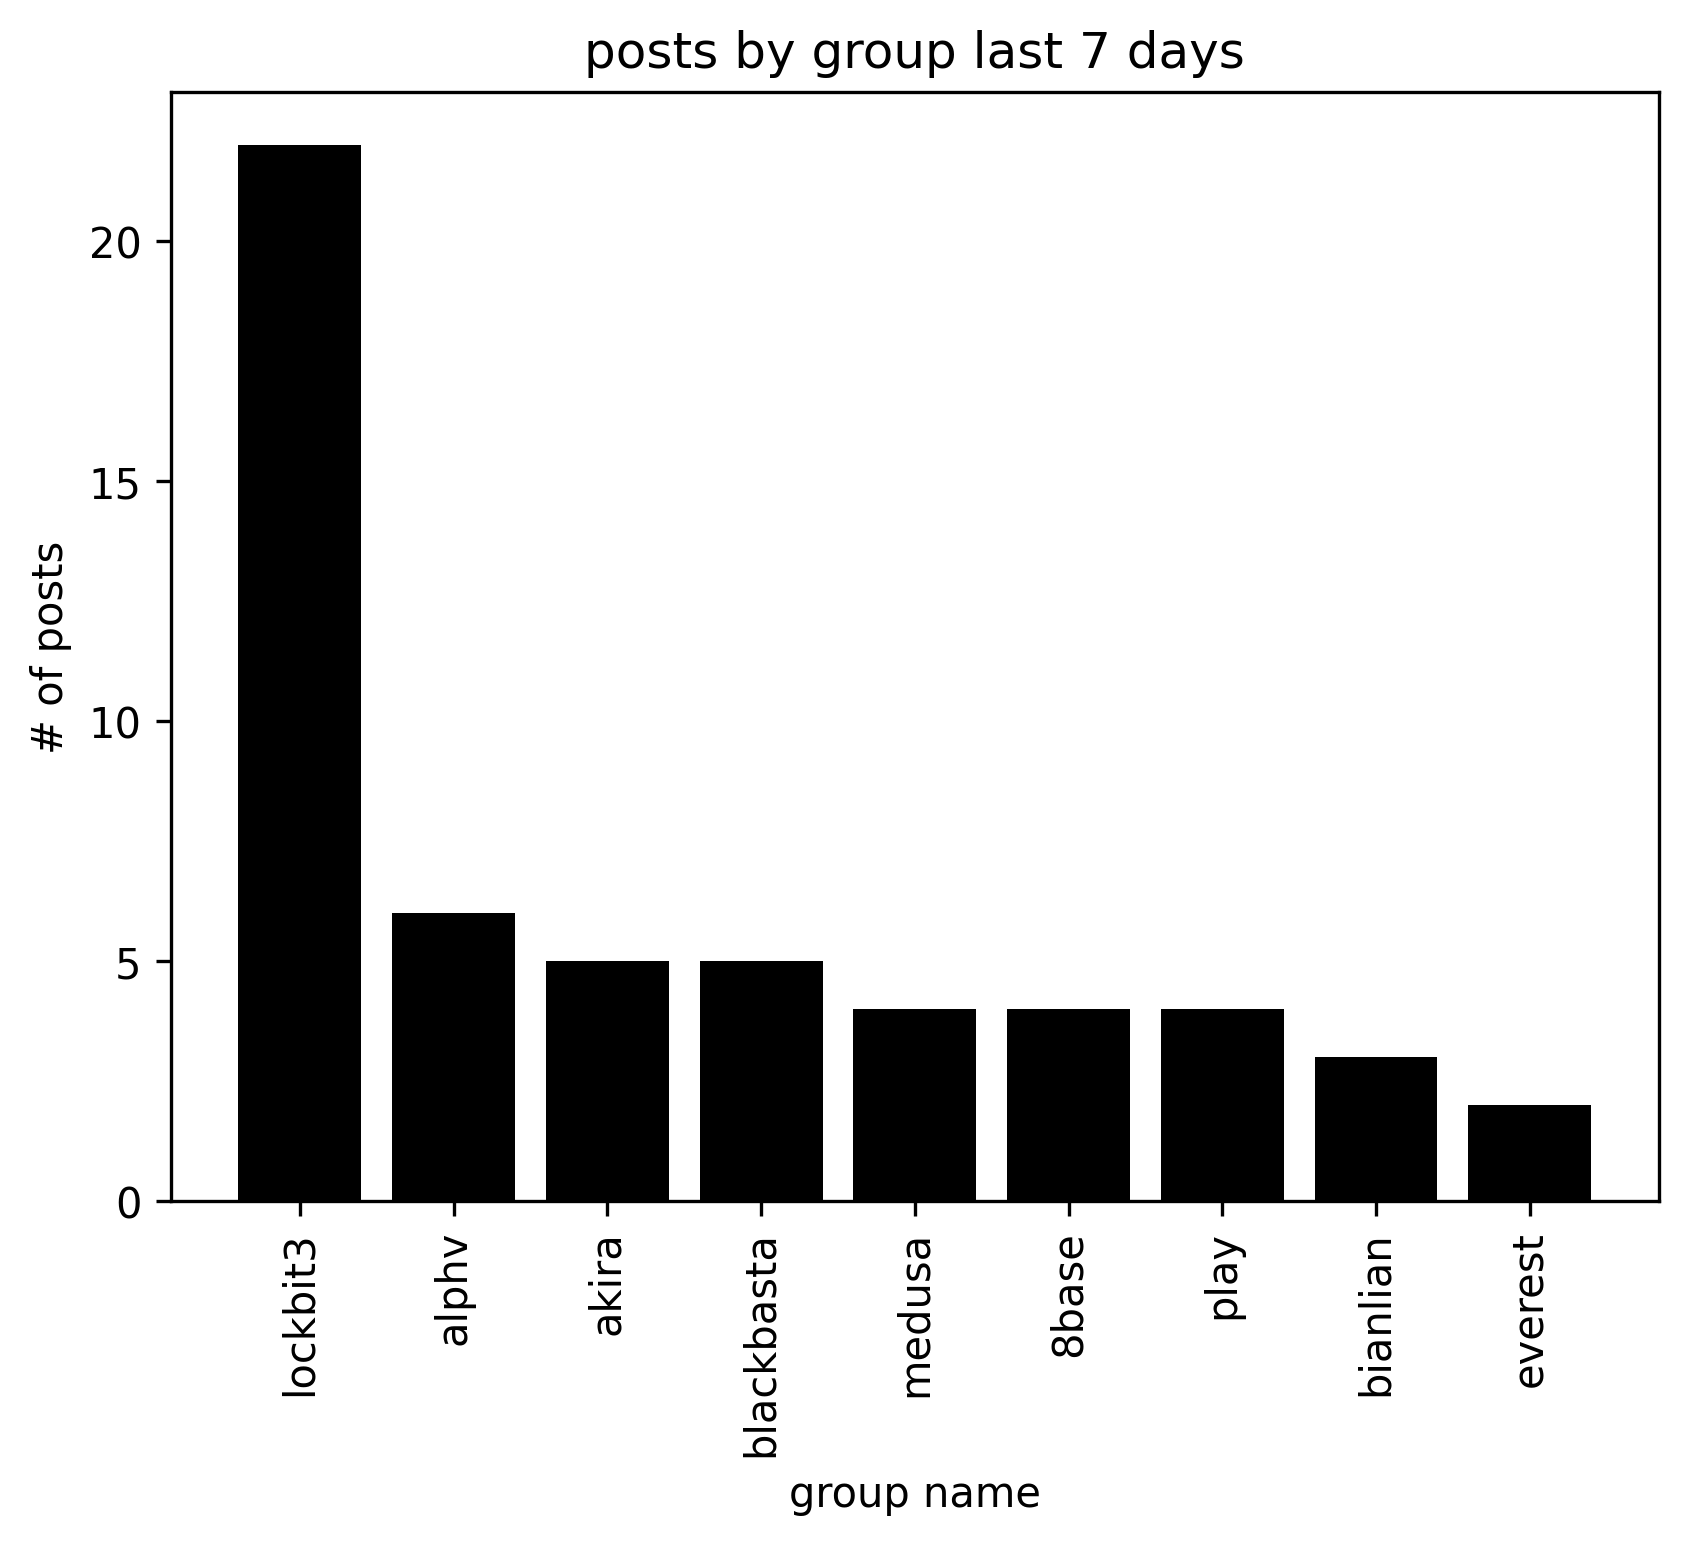 posts by group last 7 days
# of posts
20
15
10
5
0
lockbit3
alphv
akira
blackbasta
medusa
8base
play
bianlian
everest
group name